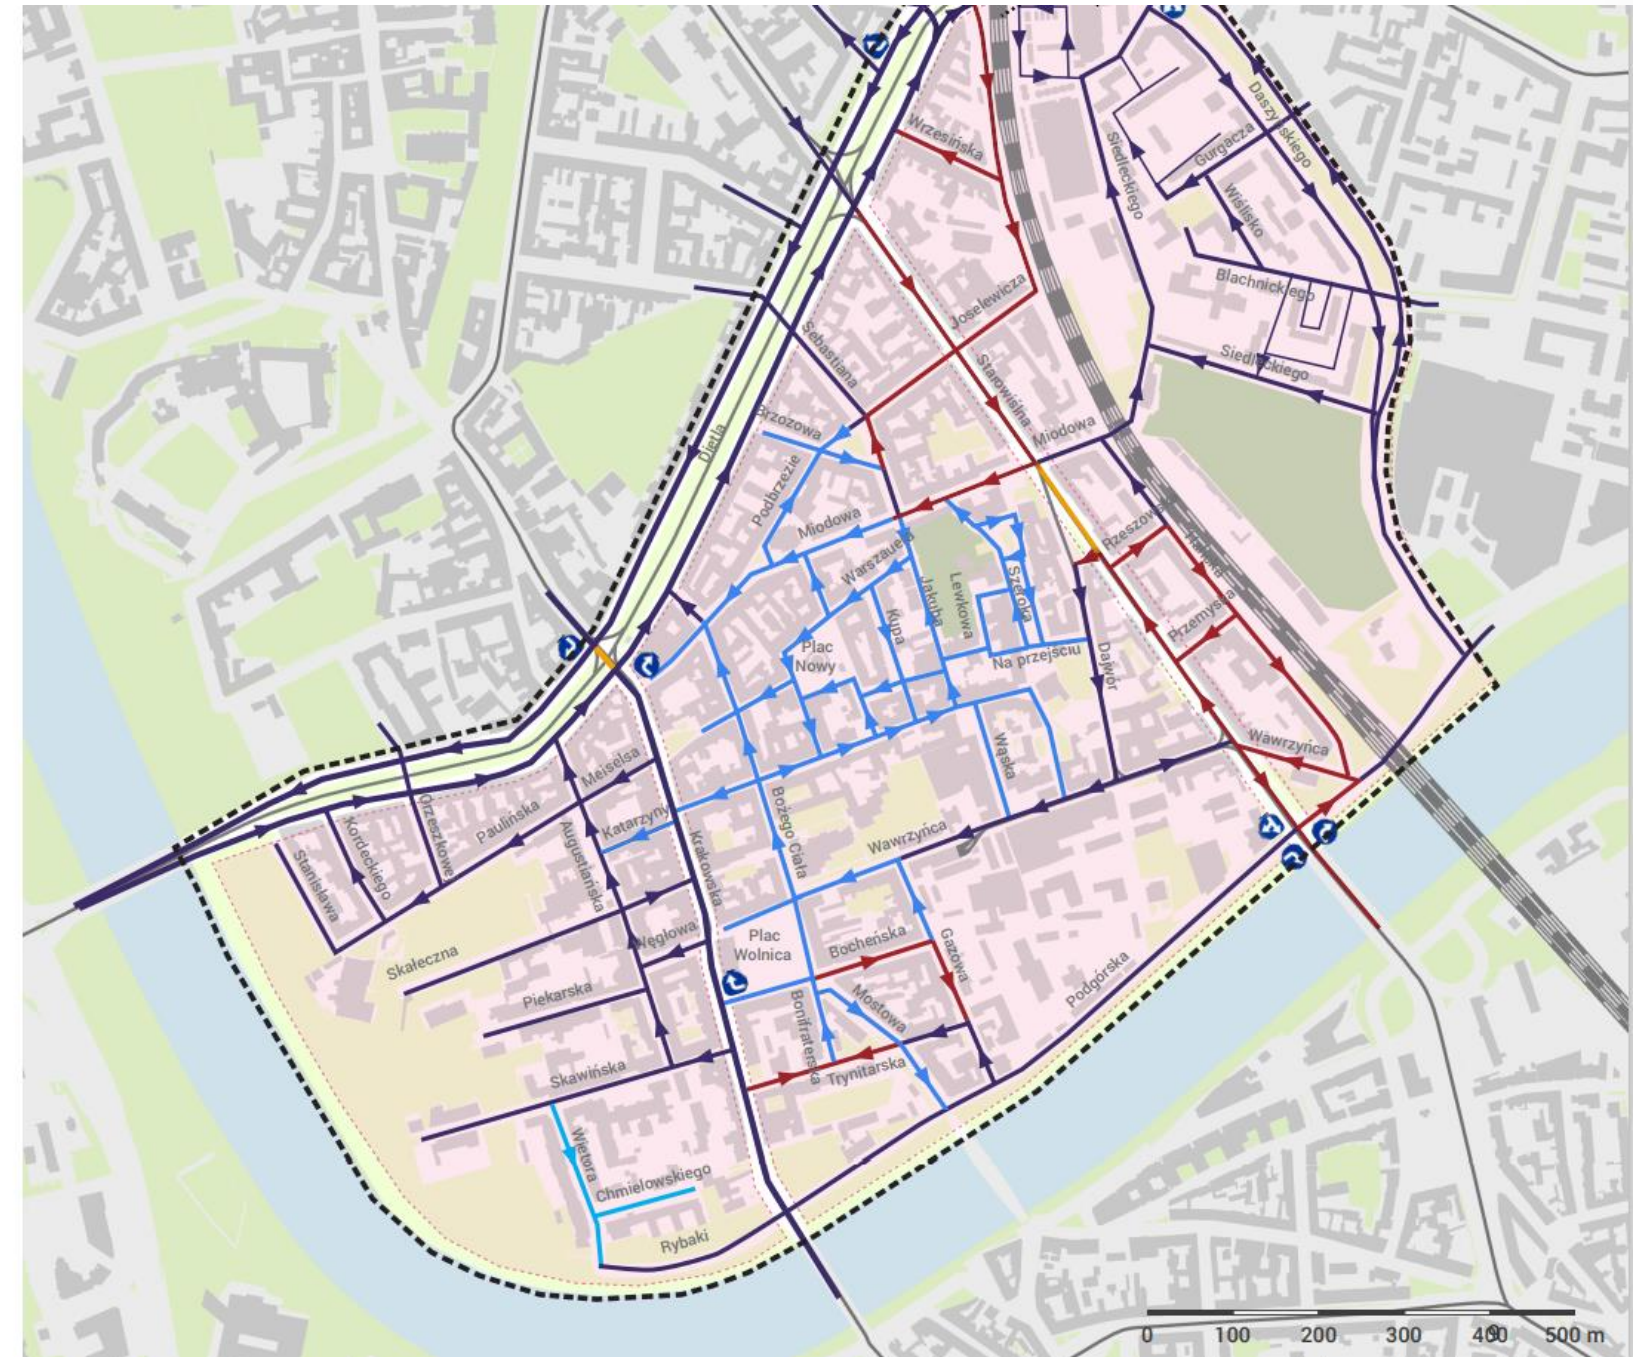 Wrzesińska
Siedleckiego
Gurgacza
Daszyńskiego
Wiślisko
Blachnickiego
Siedleckiego
Joselewicza
Sebastiana
Starowiślna
Miodowa
Brzozowa
Dietla
Podbrzezie
Miodowa
Warszauera
Rzeszowska
Halicka
Jakuba
Lewkowa
Szeroka
Kupa
Przemyska
Plac
Nowy
Na przejściu
Dajwór
Wąska
Wawrzyńca
Meiselsa
Paulińska
Katarzyny
Orzeszkowej
Kordeckiego
Stanisława
Augustiańska
Krakowska
Bożego Ciała
Wawrzyńca
Skałeczna
Węgłowa
Plac
Wolnica
Bocheńska
Gazowa
Piekarska
Bonifraterska
Mostowa
Podgórska
Skawińska
Trynitarska
Wietora
Chmielowskiego
Rybaki
0 100 200 300 400 500 m